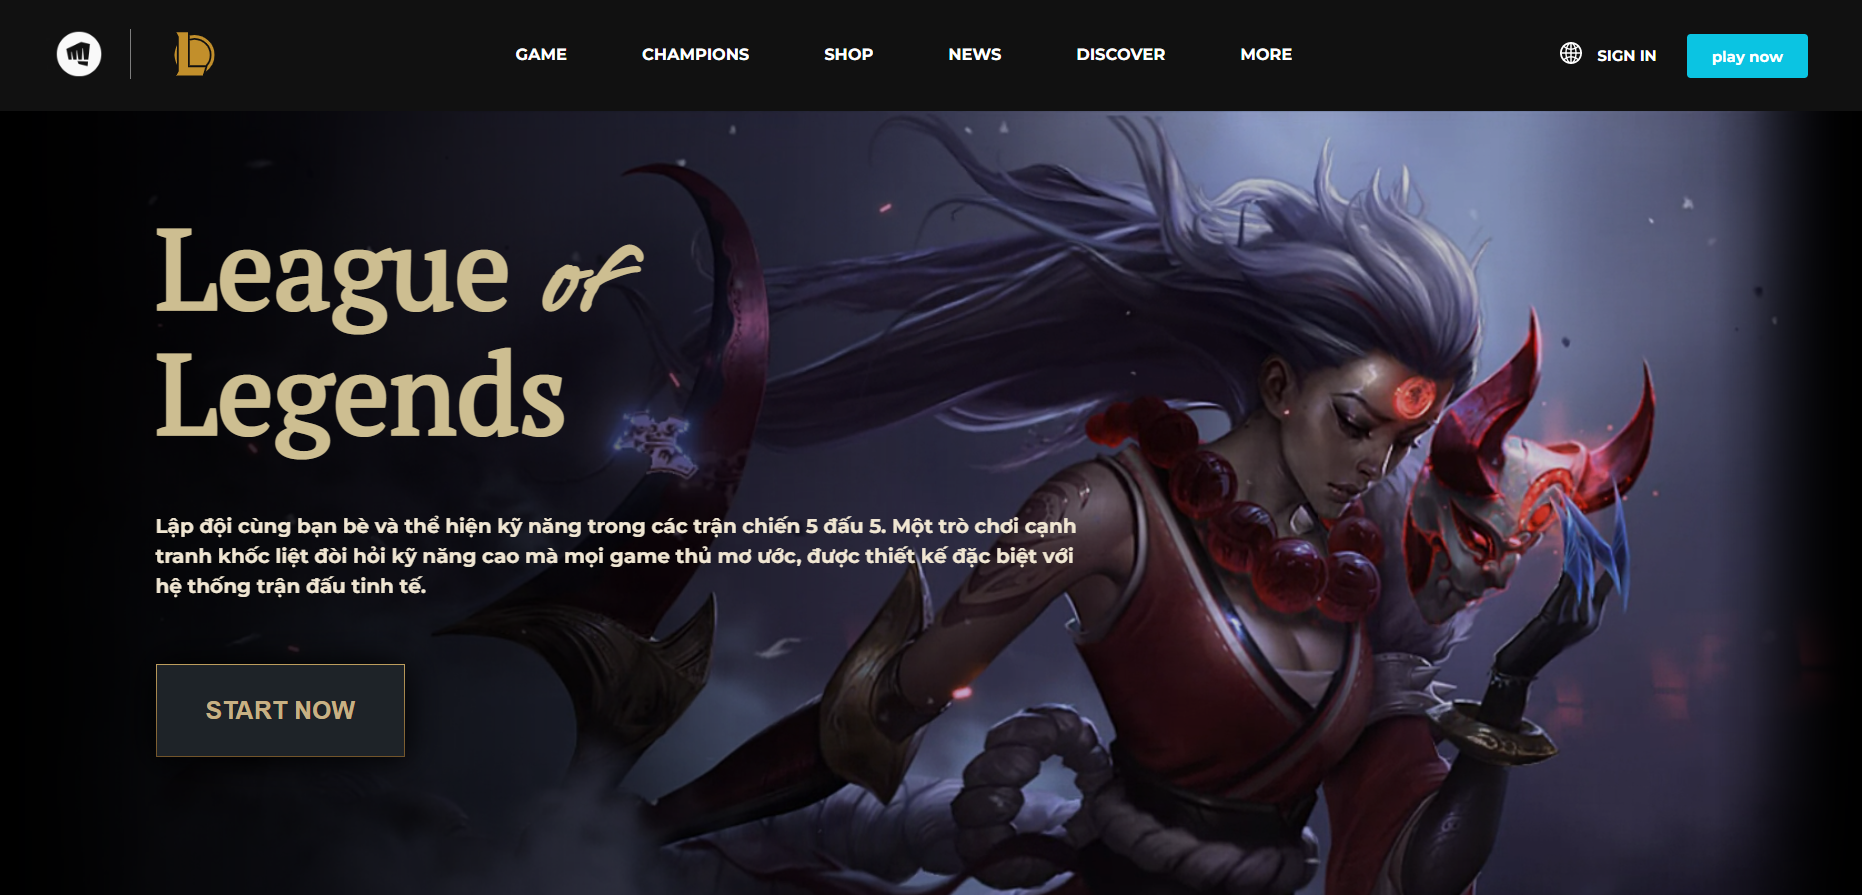 GAME CHAMPIONS SHOP NEWS DISCOVER MORE SIGN IN play now
League of
Legends
Lập đội cùng bạn bè và thể hiện kỹ năng trong các trận chiến 5 đấu 5. Một trò chơi cạnh
tranh khốc liệt đòi hỏi kỹ năng cao mà mọi game thủ mơ ước, được thiết kế đặc biệt với
hệ thống trận đấu tinh tế.
START NOW